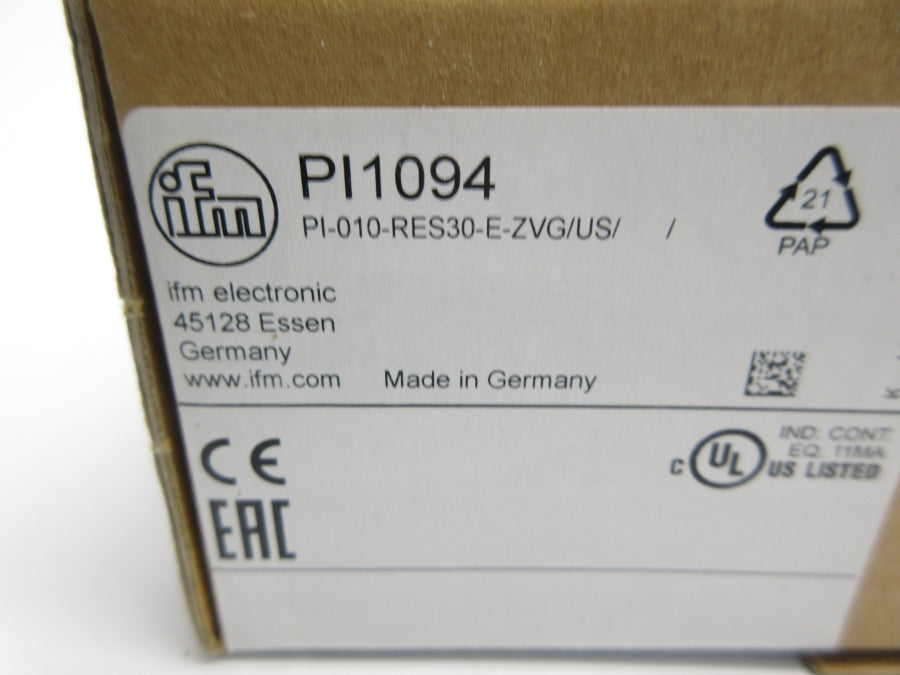 ifm
PI1094
PI-010-RES30-E-ZVG/US/ /
21
PAP
ifm electronic
45128 Essen
Germany
www.ifm.com Made in Germany
K
CE
EAC
c UL US LISTED
IND. CONT.
EQ. 11MA